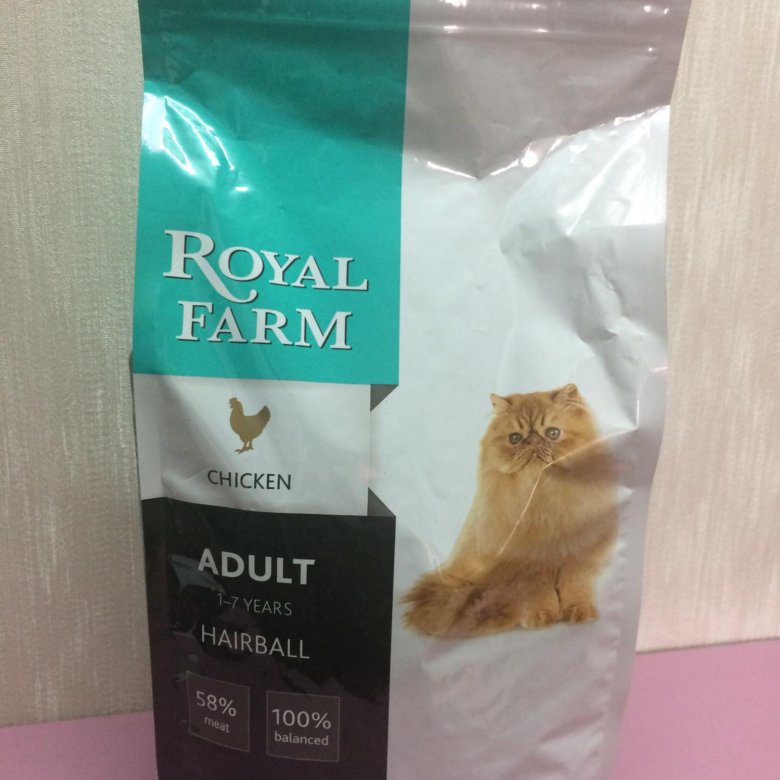 ROYAL
FARM
CHICKEN
ADULT
1–7 YEARS
HAIRBALL
58%
meat
100%
balanced